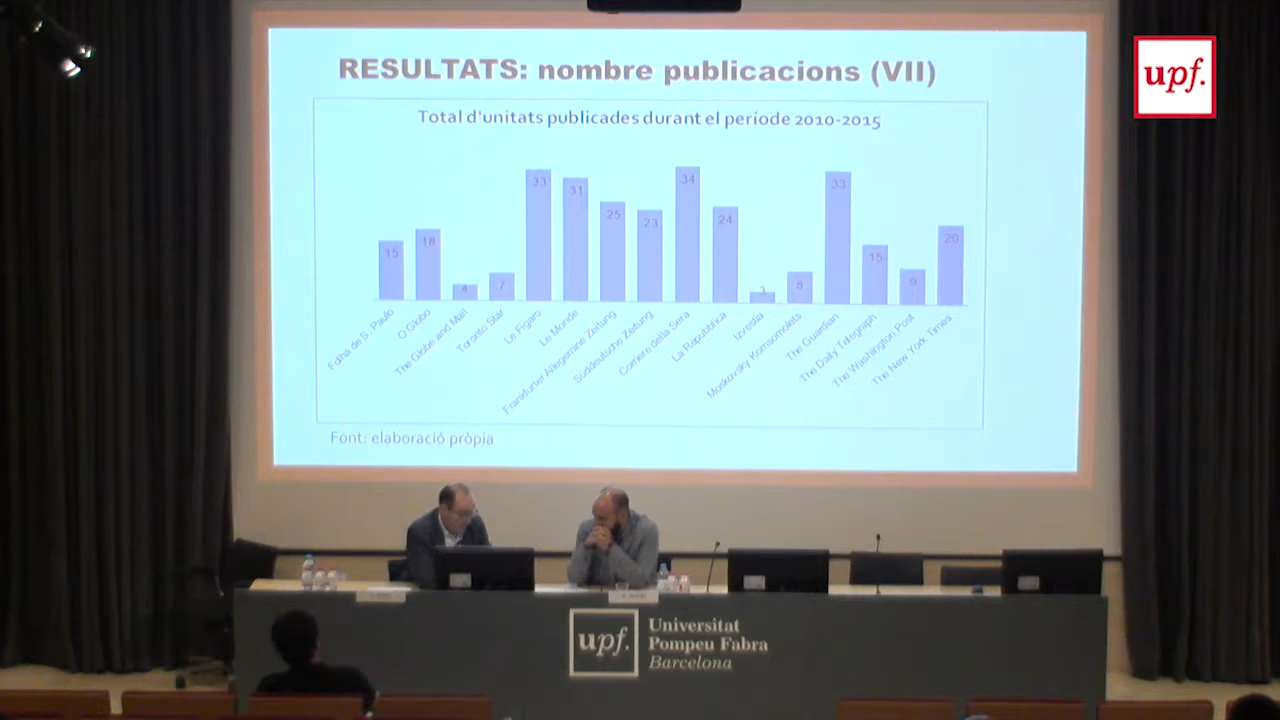 RESULTATS: nombre publicacions (VII)
upf.
Total d'unitats publicades durant el període 2010-2015
15
18
4
7
33
31
25
23
34
24
3
8
33
15
9
20
Folha de S. Paulo
O Globo
The Globe and Mail
Toronto Star
Le Figaro
Le Monde
Frankfurter Allegemine Zeitung
Süddeutsche Zeitung
Corriere della Sera
La Repubblica
Izvestia
Moskovsky Komsomolets
The Guardian
The Daily Telegraph
The Washington Post
The New York Times
Font: elaboració pròpia
upf.
Universitat
Pompeu Fabra
Barcelona